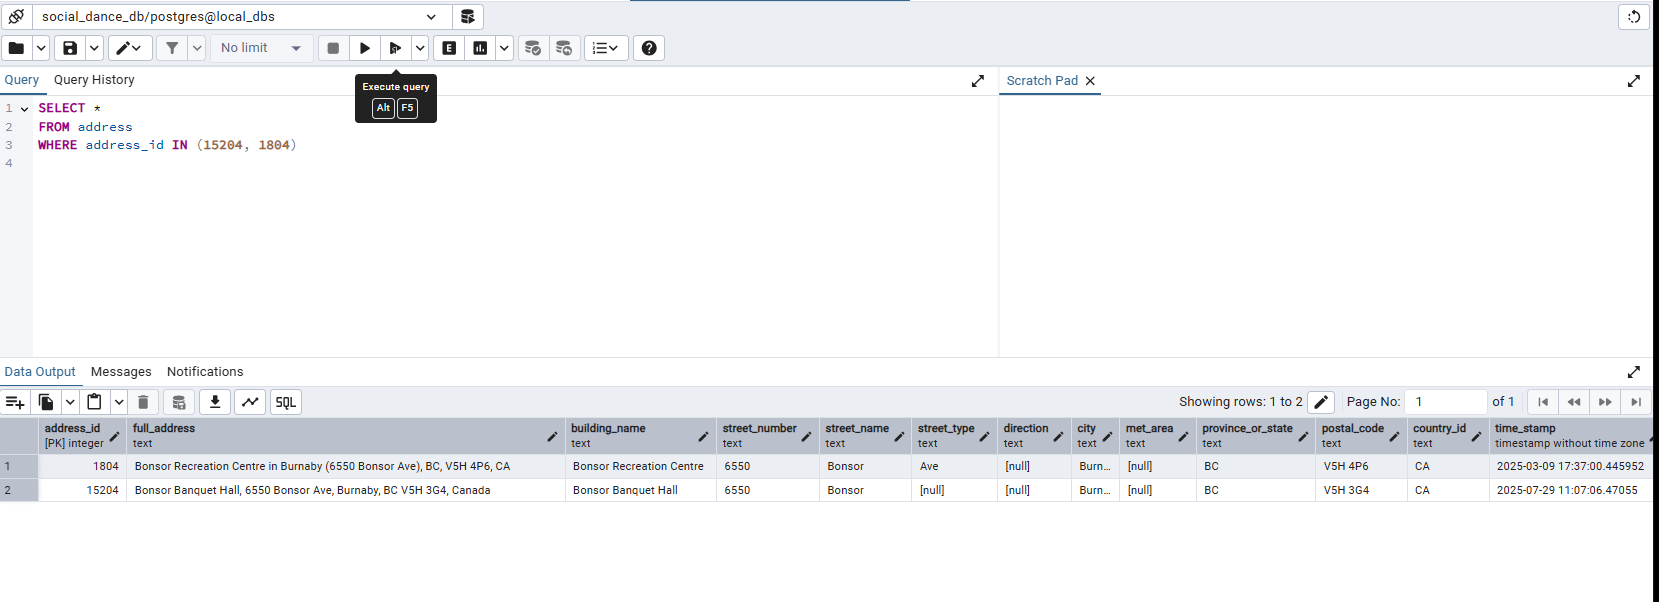 social_dance_db/postgres@local_dbs
No limit
E
Query Query History
Scratch Pad
Execute query
Alt F5
1 SELECT *
2 FROM address
3 WHERE address_id IN (15204, 1804)
4
Data Output Messages Notifications
SQL
Showing rows: 1 to 2
Page No: 1 of 1
address_id full_address building_name street_number street_name street_type direction city met_area province_or_state postal_code country_id time_stamp
[PK] integer text text text text text text text text text text text timestamp without time zone
1 1804 Bonsor Recreation Centre in Burnaby (6550 Bonsor Ave), BC, V5H 4P6, CA Bonsor Recreation Centre 6550 Bonsor Ave [null] Burn... [null] BC V5H 4P6 CA 2025-03-09 17:37:00.445952
2 15204 Bonsor Banquet Hall, 6550 Bonsor Ave, Burnaby, BC V5H 3G4, Canada Bonsor Banquet Hall 6550 Bonsor [null] [null] Burn... [null] BC V5H 3G4 CA 2025-07-29 11:07:06.47055